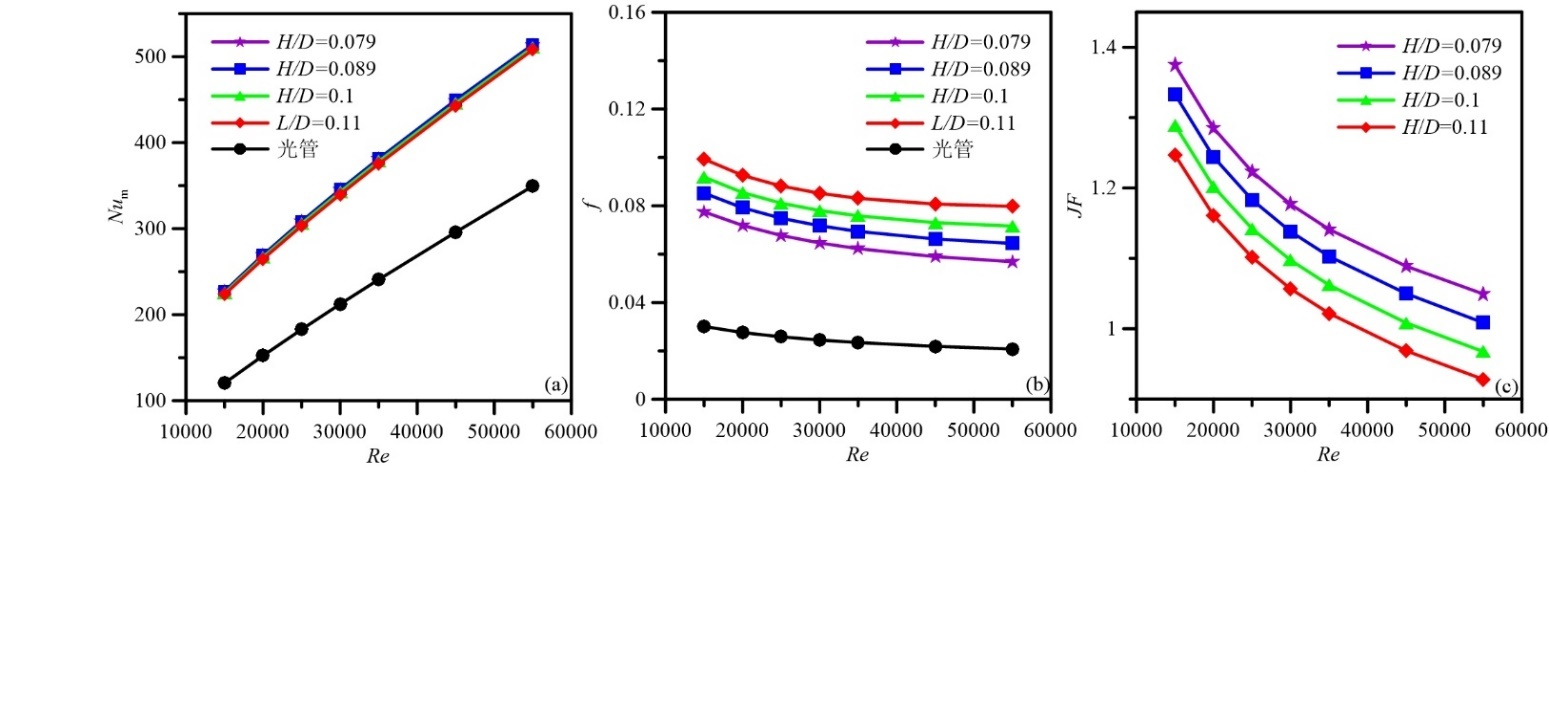 500
400
300
200
100
Nuₘ
H/D=0.079
H/D=0.089
H/D=0.1
L/D=0.11
光管
(a)
10000 20000 30000 40000 50000 60000
Re
0.16
0.12
0.08
0.04
0
f
H/D=0.079
H/D=0.089
H/D=0.1
L/D=0.11
光管
(b)
10000 20000 30000 40000 50000 60000
Re
1.4
1.2
1
JF
H/D=0.079
H/D=0.089
H/D=0.1
H/D=0.11
(c)
10000 20000 30000 40000 50000 60000
Re